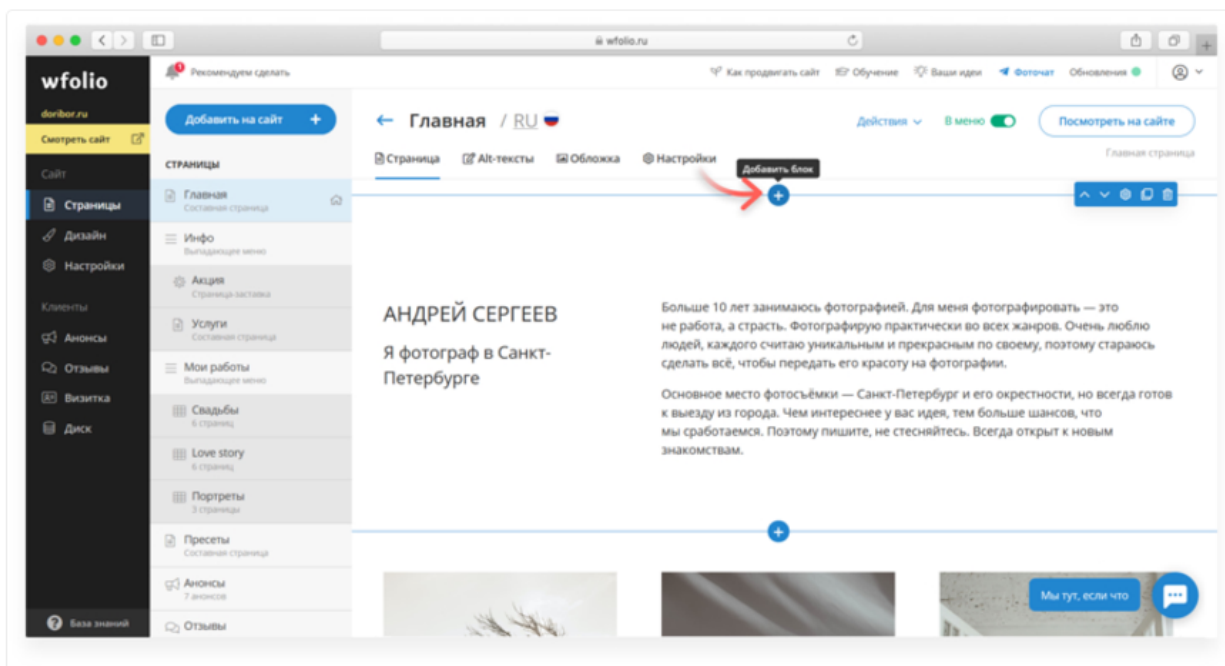 wfolio.ru
wfolio
Рекомендуем сделать
Как продвигать сайт
Обучение
Ваши идеи
Фоточат
Обновления
doribor.ru
Смотреть сайт
Сайт
Страницы
Дизайн
Настройки
Клиенты
Анонсы
Отзывы
Визитка
Диск
База знаний
Добавить на сайт +
СТРАНИЦЫ
Главная
Составная страница
Инфо
Выпадающее меню
Акция
Страница-заставка
Услуги
Составная страница
Мои работы
Выпадающее меню
Свадьбы
6 страниц
Love story
6 страниц
Портреты
3 страницы
Пресеты
Составная страница
Анонсы
7 анонсов
Отзывы
Главная / RU
Действия
В меню
Посмотреть на сайте
Страница
Alt-тексты
Обложка
Настройки
Главная страница
Добавить блок
АНДРЕЙ СЕРГЕЕВ
Я фотограф в Санкт-
Петербурге
Больше 10 лет занимаюсь фотографией. Для меня фотографировать — это
не работа, а страсть. Фотографирую практически во всех жанрах. Очень люблю
людей, каждого считаю уникальным и прекрасным по своему, поэтому стараюсь
сделать всё, чтобы передать его красоту на фотографии.
Основное место фотосъёмки — Санкт-Петербург и его окрестности, но всегда готов
к выезду из города. Чем интереснее у вас идея, тем больше шансов, что
мы сработаемся. Поэтому пишите, не стесняйтесь. Всегда открыт к новым
знакомствам.
Мы тут, если что